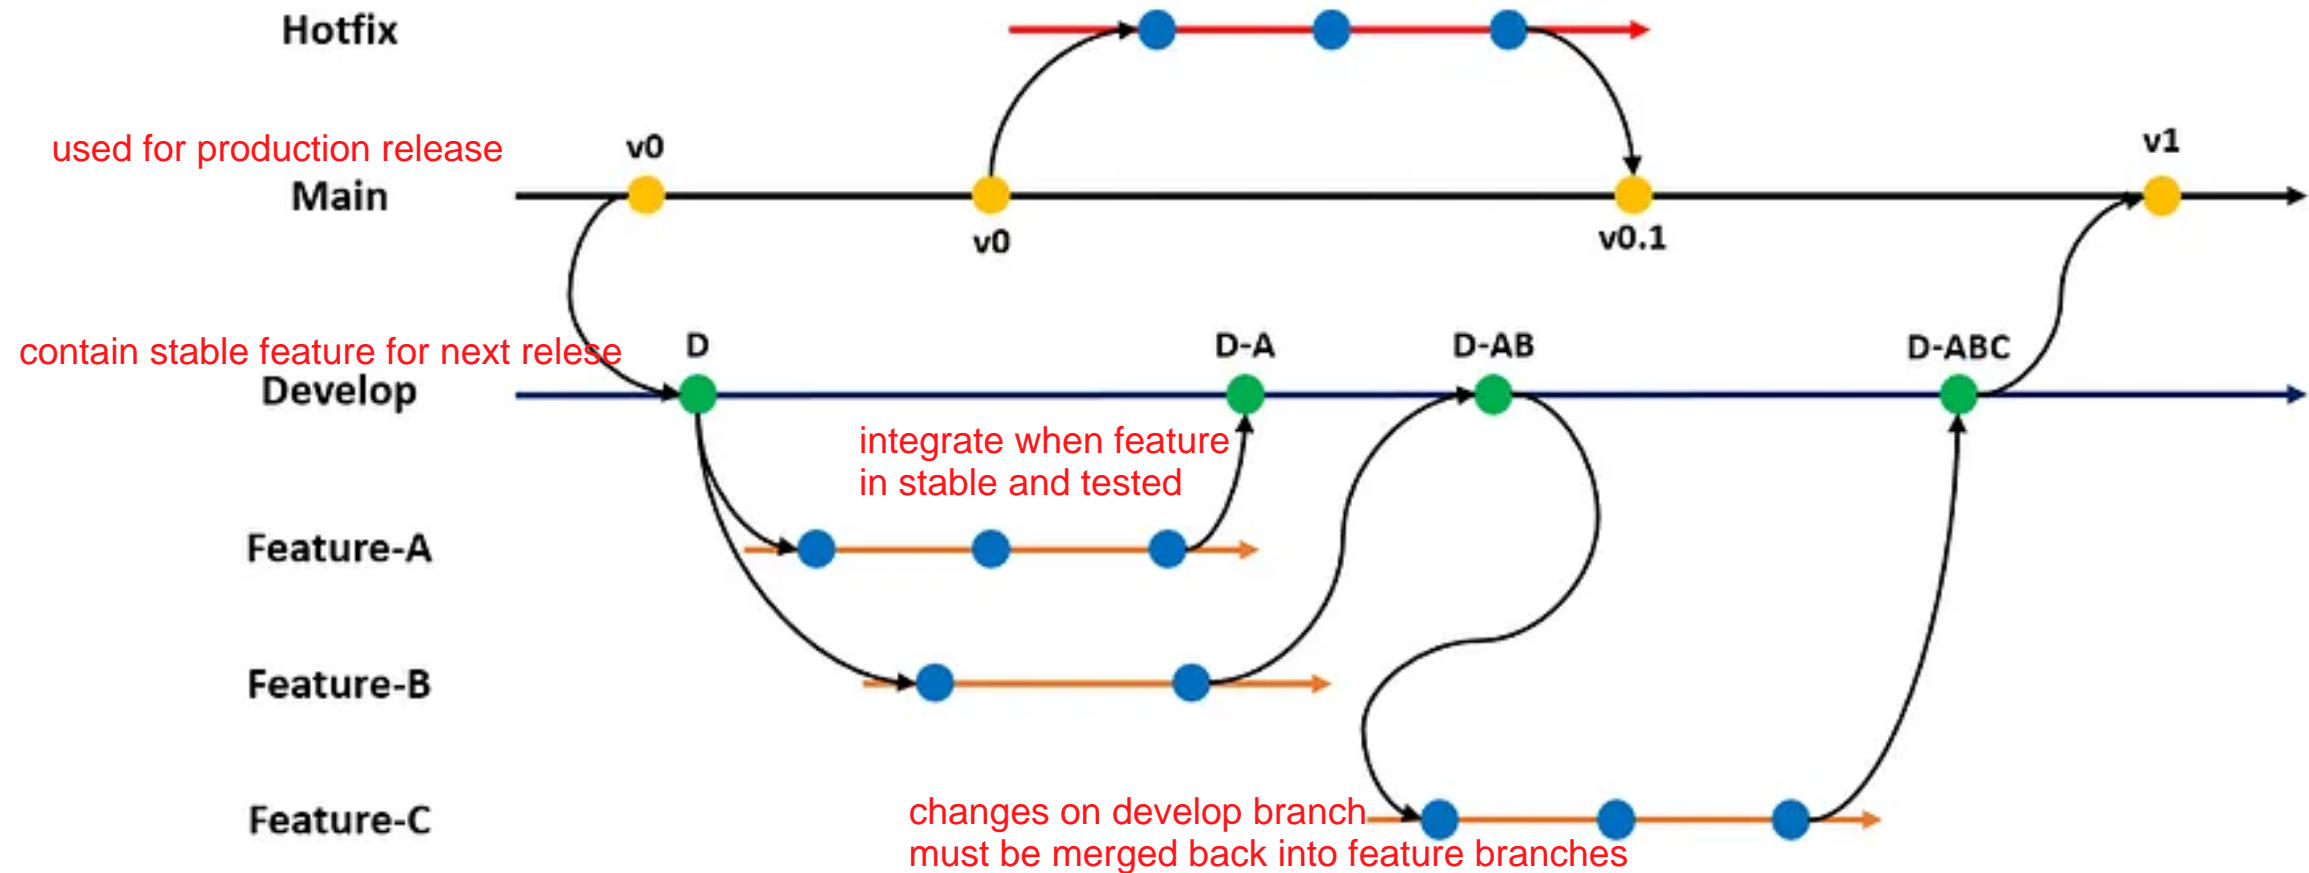 Hotfix
used for production release
v0
v1
Main
v0
v0.1
contain stable feature for next relese
D
D-A
D-AB
D-ABC
Develop
integrate when feature
in stable and tested
Feature-A
Feature-B
Feature-C
changes on develop branch
must be merged back into feature branches